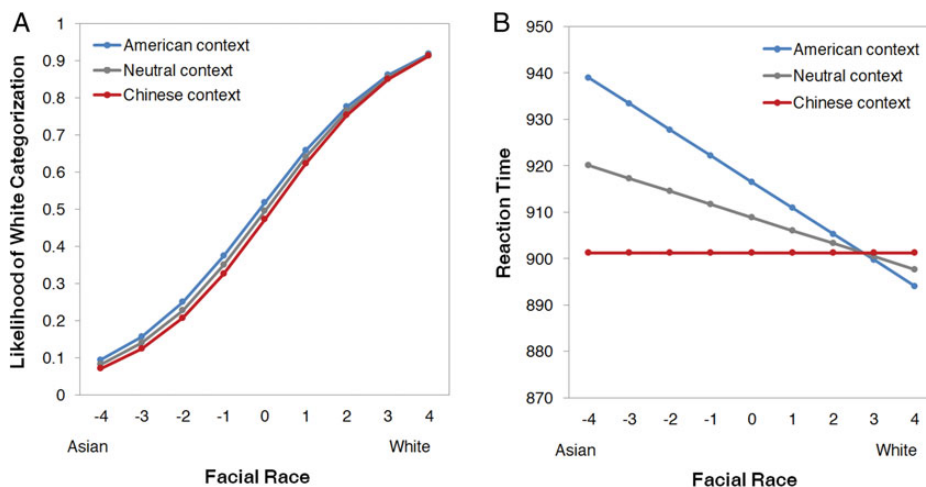 A
Likelihood of White Categorization
1
0.9
0.8
0.7
0.6
0.5
0.4
0.3
0.2
0.1
0
American context
Neutral context
Chinese context
-4 -3 -2 -1 0 1 2 3 4
Asian White
Facial Race
B
Reaction Time
950
940
930
920
910
900
890
880
870
American context
Neutral context
Chinese context
-4 -3 -2 -1 0 1 2 3 4
Asian White
Facial Race